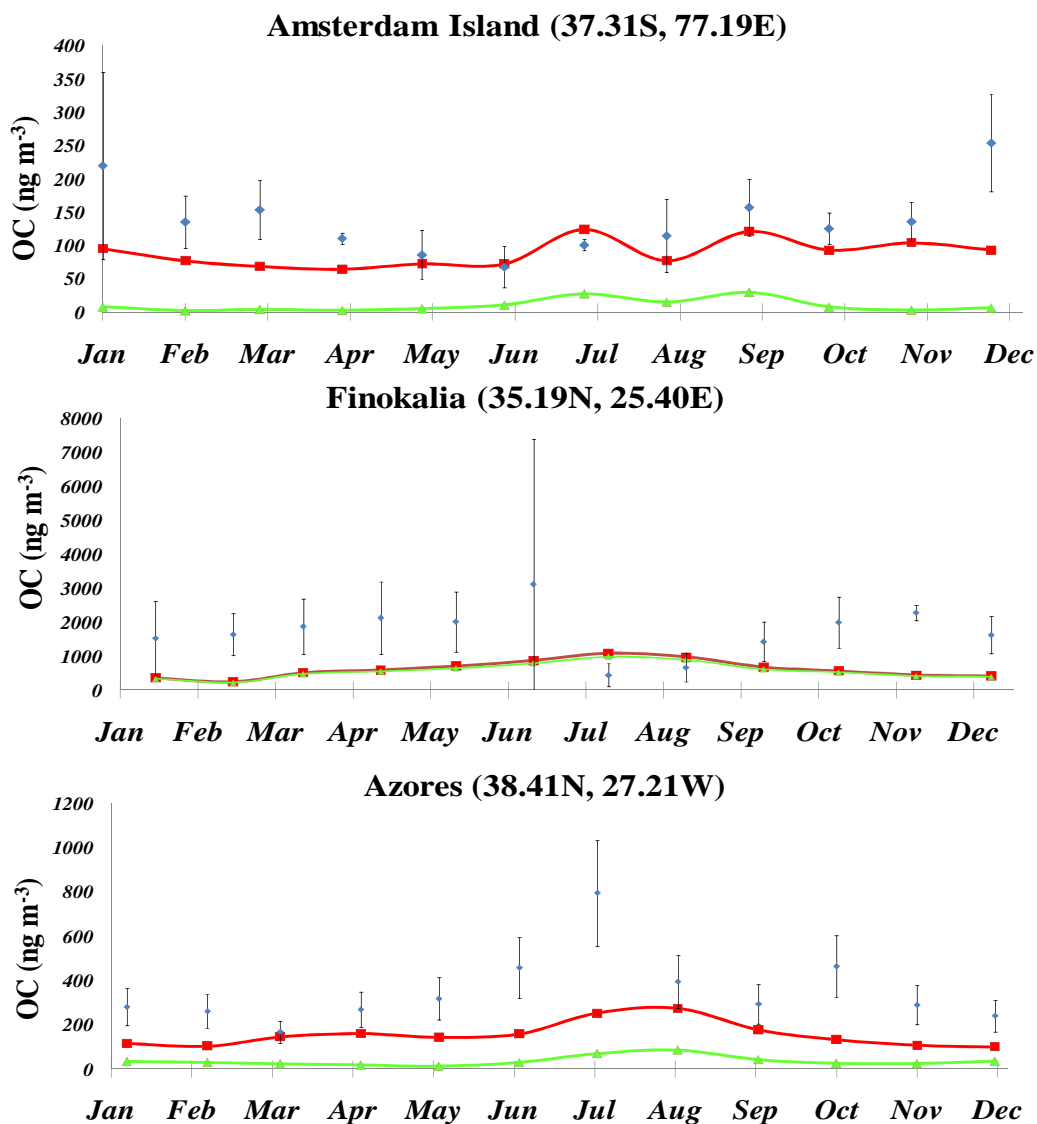 Amsterdam Island (37.31S, 77.19E)
OC (ng m-3)
400
350
300
250
200
150
100
50
0
Jan Feb Mar Apr May Jun Jul Aug Sep Oct Nov Dec
Finokalia (35.19N, 25.40E)
OC (ng m-3)
8000
7000
6000
5000
4000
3000
2000
1000
0
Jan Feb Mar Apr May Jun Jul Aug Sep Oct Nov Dec
Azores (38.41N, 27.21W)
OC (ng m-3)
1200
1000
800
600
400
200
0
Jan Feb Mar Apr May Jun Jul Aug Sep Oct Nov Dec